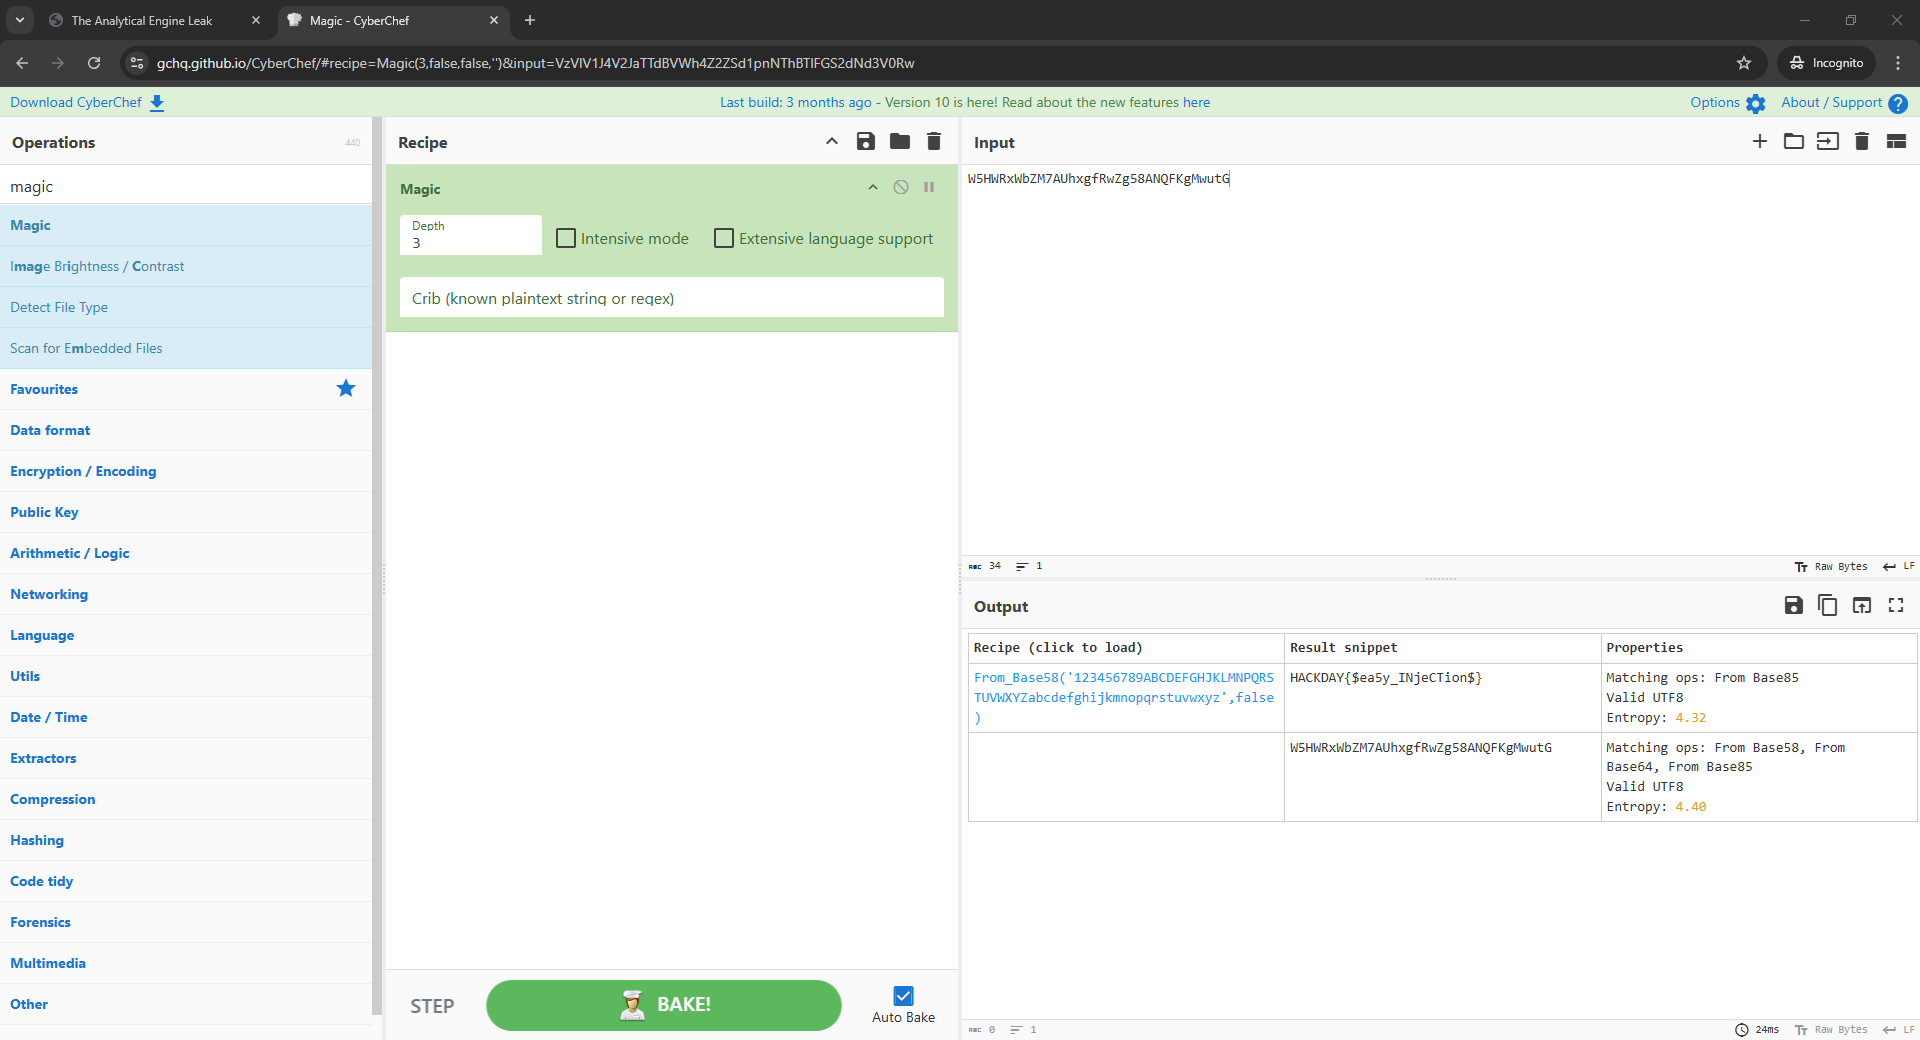 The Analytical Engine Leak
Magic - CyberChef
gchq.github.io/CyberChef/#recipe=Magic(3,false,false,'')&input=VzVIV1J4V2JaTTdBVWh4Z2ZSd1pnNThBTlFGS2dNd3V0Rw
Incognito
Download CyberChef
Last build: 3 months ago - Version 10 is here! Read about the new features here
Options
About / Support
Operations
440
magic
Magic
Image Brightness / Contrast
Detect File Type
Scan for Embedded Files
Favourites
Data format
Encryption / Encoding
Public Key
Arithmetic / Logic
Networking
Language
Utils
Date / Time
Extractors
Compression
Hashing
Code tidy
Forensics
Multimedia
Other
Recipe
Magic
Depth
3
Intensive mode
Extensive language support
Crib (known plaintext string or regex)
STEP
BAKE!
Auto Bake
Input
W5HWRxWbZM7AUhxgfRwZg58ANQFKgMwutG
ABC 34
1
Tт Raw Bytes
LF
Output
Recipe (click to load)
Result snippet
Properties
From_Base58('123456789ABCDEFGHJKLMNPQRS
TUVWXYZabcdefghijkmnopqrstuvwxyz',false
)
HACKDAY{$ea5y_INjeCTion$}
Matching ops: From Base85
Valid UTF8
Entropy: 4.32
W5HWRxWbZM7AUhxgfRwZg58ANQFKgMwutG
Matching ops: From Base58, From
Base64, From Base85
Valid UTF8
Entropy: 4.40
ABC 0
1
24ms
Tт Raw Bytes
LF